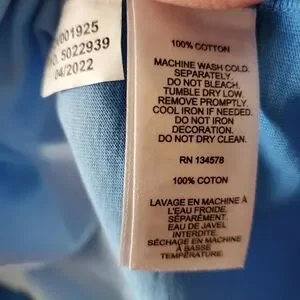 001925
NO. 5022939
04/2022
100% COTTON
MACHINE WASH COLD.
SEPARATELY.
DO NOT BLEACH.
TUMBLE DRY LOW.
REMOVE PROMPTLY.
COOL IRON IF NEEDED.
DO NOT IRON
DECORATION.
DO NOT DRY CLEAN.
RN 134578
100% COTON
LAVAGE EN MACHINE À
L'EAU FROIDE.
SÉPARÉMENT.
EAU DE JAVEL
INTERDITE.
SÉCHAGE EN MACHINE
À BASSE
TEMPÉRATURE.